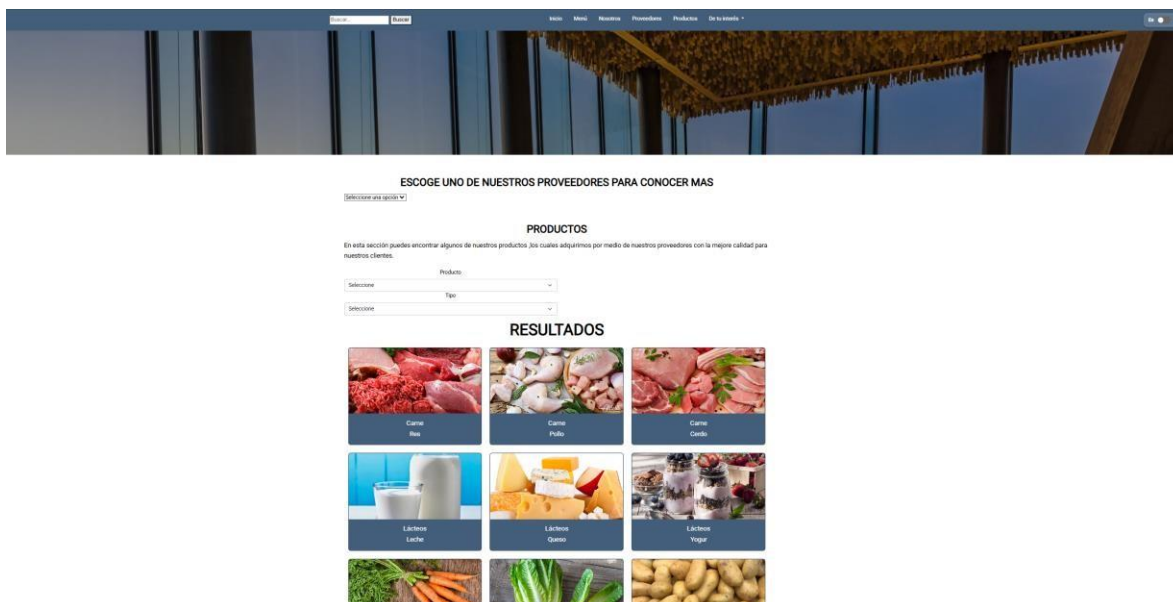 Buscar... Buscar Inicio Menú Nosotros Proveedores Productos De tu interés
ESCOGE UNO DE NUESTROS PROVEEDORES PARA CONOCER MAS
Seleccione una opción
PRODUCTOS
En esta sección puedes encontrar algunos de nuestros productos ,los cuales adquirimos por medio de nuestros proveedores con la mejore calidad para
nuestros clientes.
Producto
Seleccione
Tipo
Seleccione
RESULTADOS
Carne Carne Carne
Res Pollo Cerdo
Lácteos Lácteos Lácteos
Leche Queso Yogur